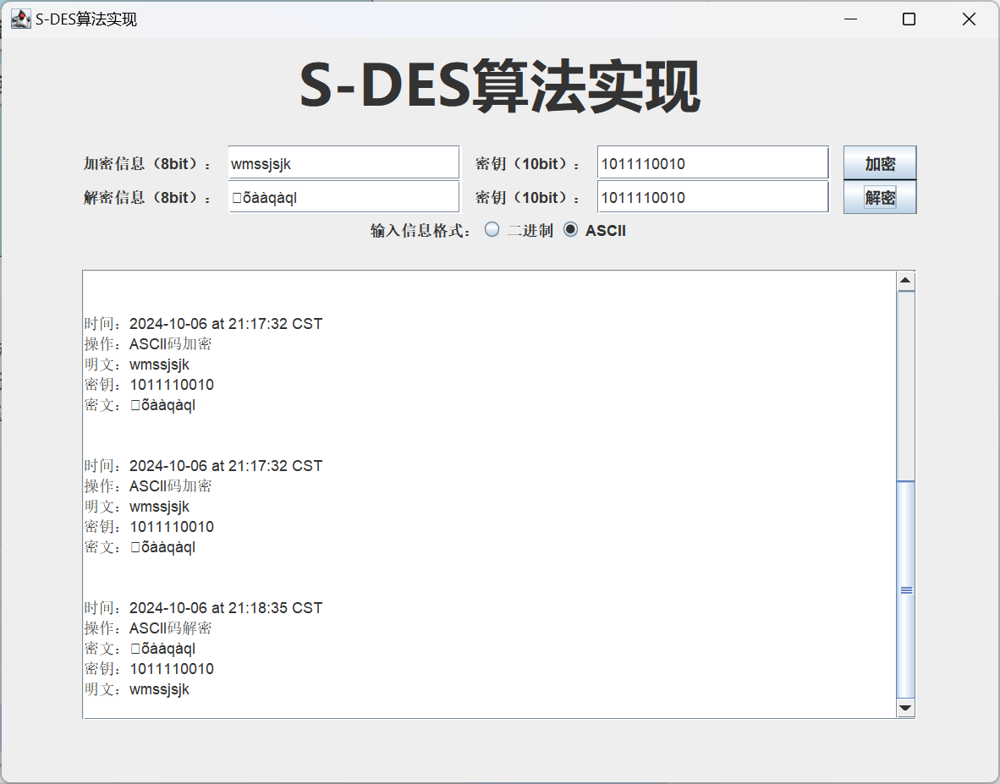 S-DES算法实现
S-DES算法实现
加密信息（8bit）： wmssjsjk 密钥（10bit）： 1011110010 加密
解密信息（8bit）： □õààqàql 密钥（10bit）： 1011110010 解密
输入信息格式： 二进制 ASCII
时间：2024-10-06 at 21:17:32 CST
操作：ASCII码加密
明文：wmssjsjk
密钥：1011110010
密文：□õààqàql
时间：2024-10-06 at 21:17:32 CST
操作：ASCII码加密
明文：wmssjsjk
密钥：1011110010
密文：□õààqàql
时间：2024-10-06 at 21:18:35 CST
操作：ASCII码解密
密文：□õààqàql
密钥：1011110010
明文：wmssjsjk